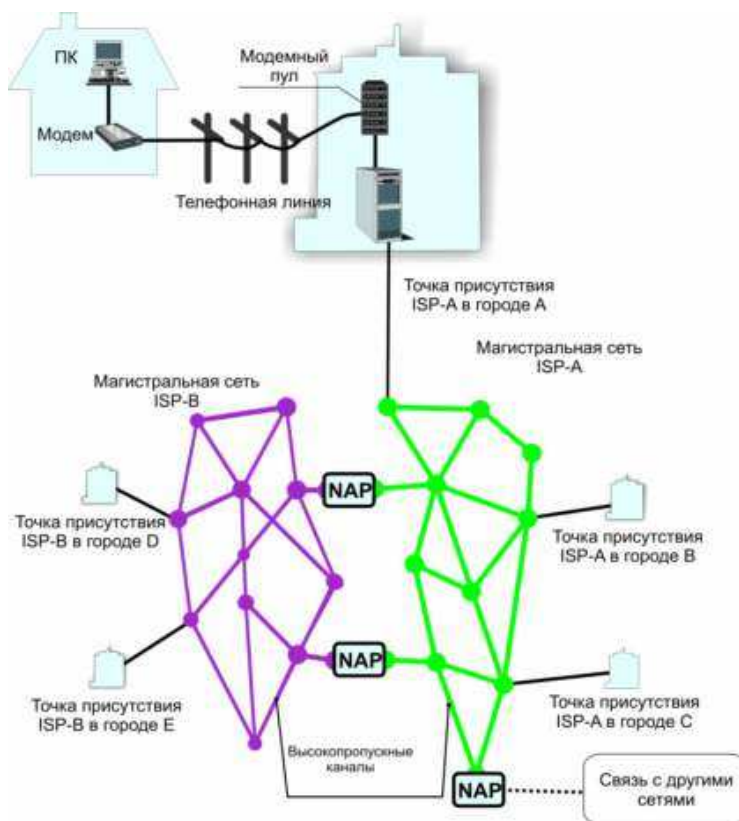 ПК
Модемный
пул
Модем
Телефонная линия
Точка присутствия
ISP-A в городе A
Магистральная сеть
ISP-A
Магистральная сеть
ISP-B
NAP
Точка присутствия
ISP-B в городе D
Точка присутствия
ISP-A в городе B
NAP
Точка присутствия
ISP-B в городе E
Точка присутствия
ISP-A в городе C
Высокопропускные
каналы
NAP
Связь с другими
сетями